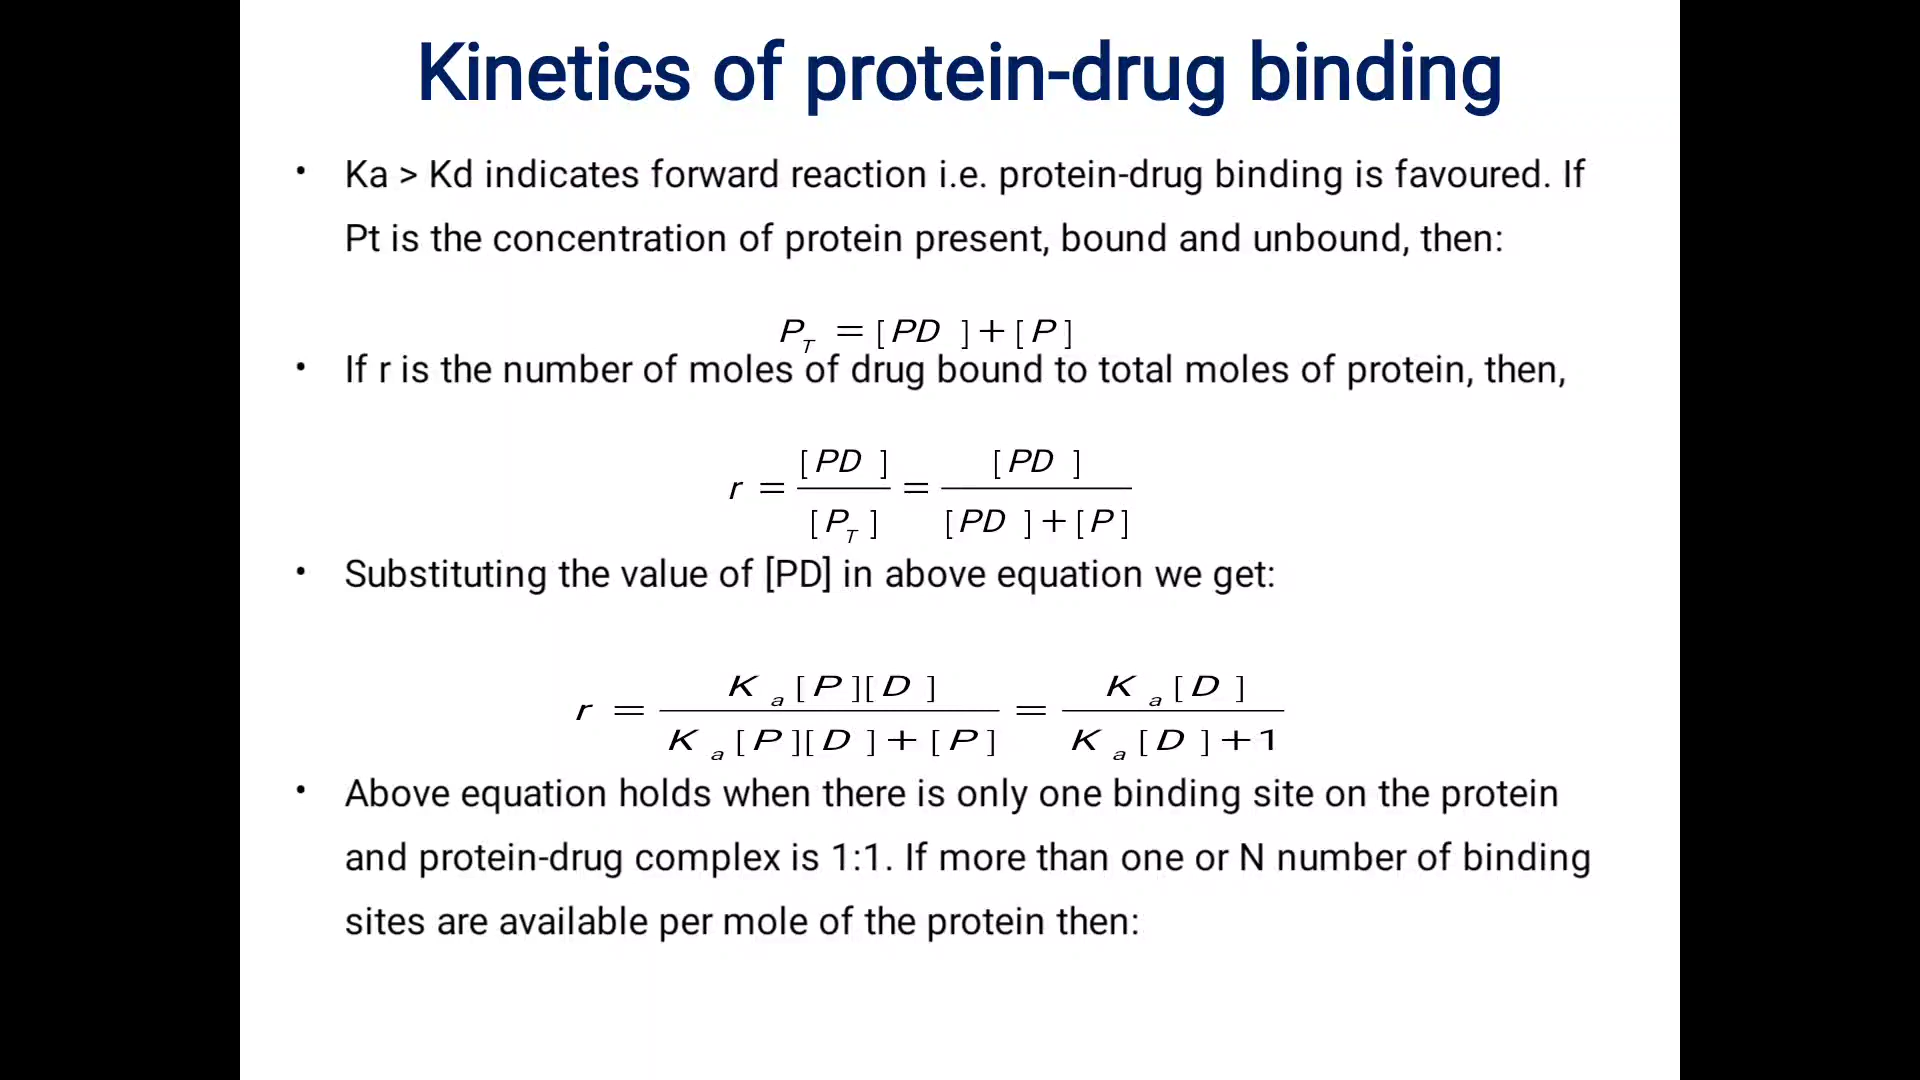 Kinetics of protein-drug binding
• Ka > Kd indicates forward reaction i.e. protein-drug binding is favoured. If
Pt is the concentration of protein present, bound and unbound, then:
P_T = [PD] + [P]
• If r is the number of moles of drug bound to total moles of protein, then,
r = [PD] / [P_T] = [PD] / [PD] + [P]
• Substituting the value of [PD] in above equation we get:
r = K_a [P][D] / K_a [P][D] + [P] = K_a [D] / K_a [D] + 1
• Above equation holds when there is only one binding site on the protein
and protein-drug complex is 1:1. If more than one or N number of binding
sites are available per mole of the protein then: